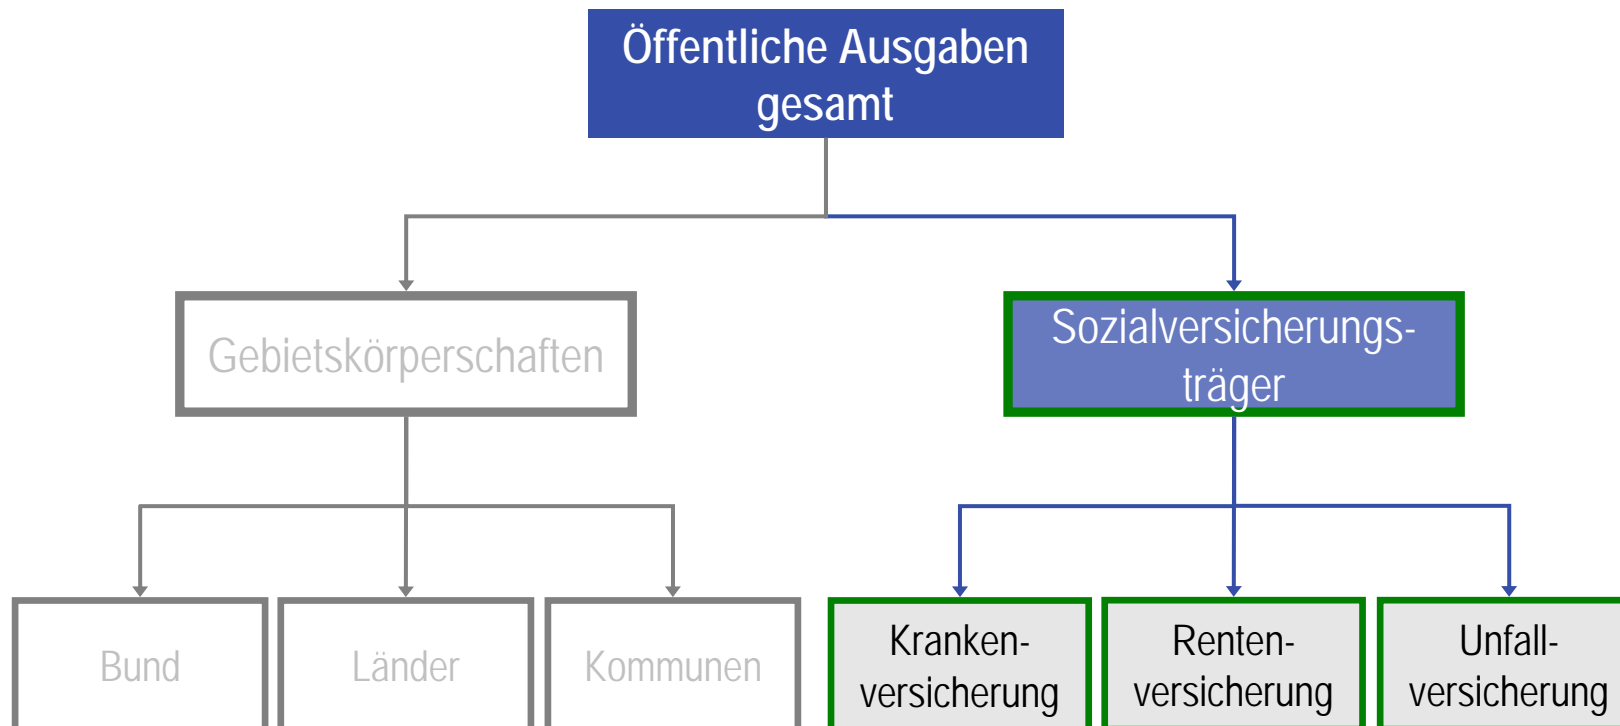 Öffentliche Ausgaben
gesamt
Gebietskörperschaften
Sozialversicherungs-
träger
Bund
Länder
Kommunen
Kranken-
versicherung
Renten-
versicherung
Unfall-
versicherung